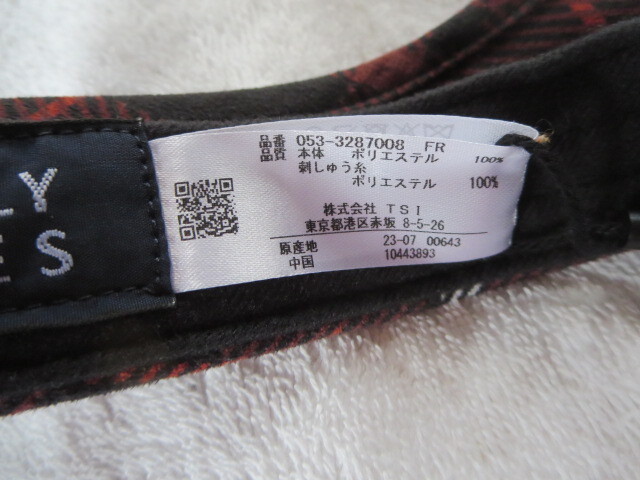 Y
ES
品番 053-3287008 FR
品質 本体 ポリエステル 100%
刺しゅう糸
ポリエステル 100%
株式会社 TSI
東京都港区赤坂 8-5-26
原産地 23-07 00643
中国 10443893